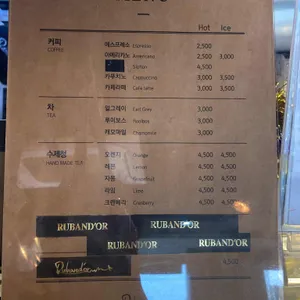 Hot Ice
커피 에스프레소 Espresso 2,500
COFFEE 아메리카노 Americano 2,500 3,000
4,500
카푸치노 Cappuccino 3,000
카페라떼 Cafe latte 3,000 3,500
차 얼그레이 Earl Grey 3,000
TEA 루이보스 Rooibos 3,000
캐모마일 Chamomile 3,000
수제청 오렌지 Orange 4,500 4,500
HAND MADE 레몬 Lemon 4,500 4,500
자몽 Grapefruit 4,500 4,500
라임 Lime 4,500 4,500
크랜베리 Cranberry 4,500 4,500
RUBAND'OR
RUBAND'OR RUBAND'OR
Rubandor 4,500